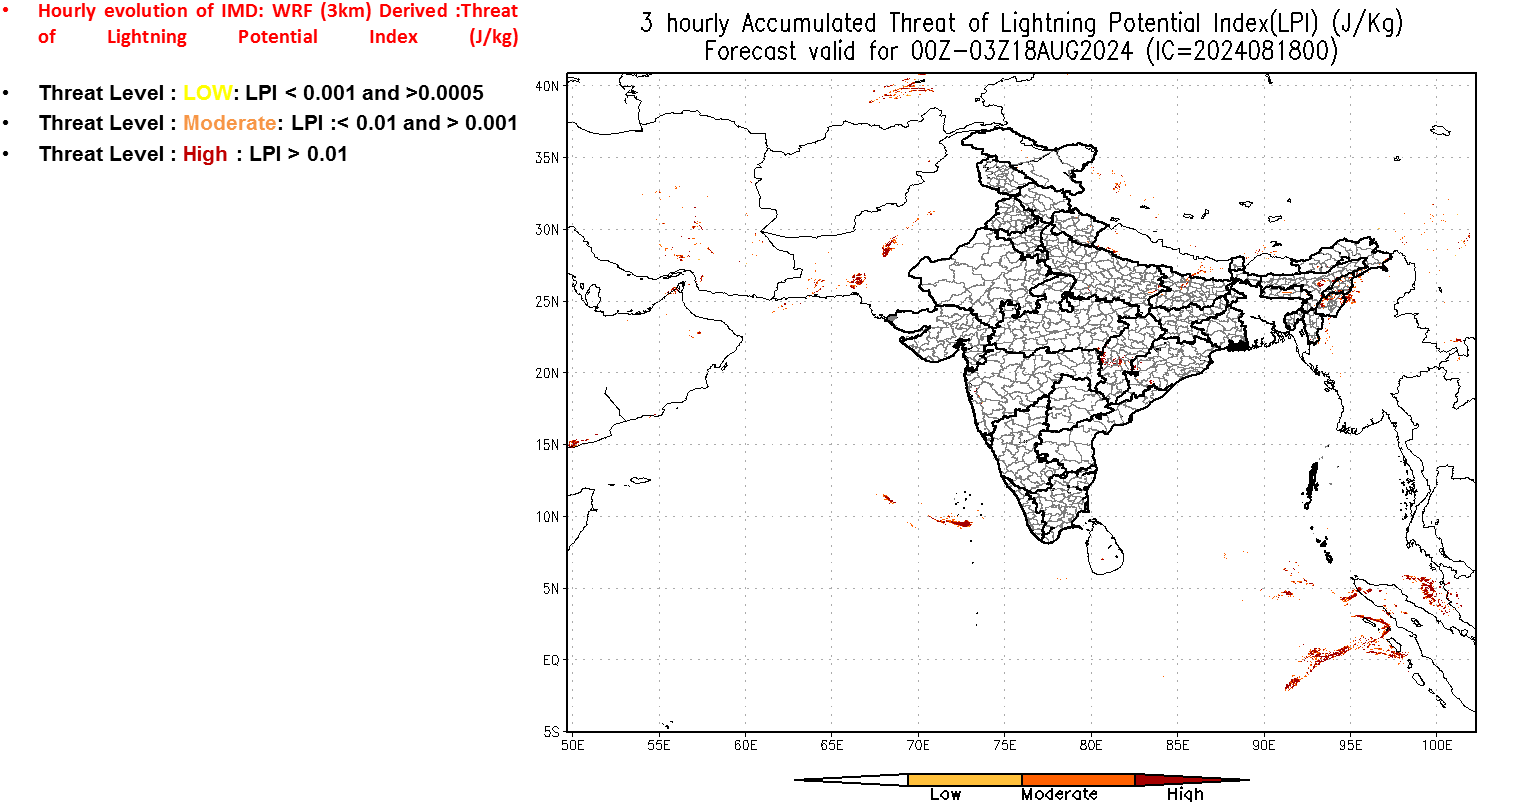 • Hourly evolution of IMD: WRF (3km) Derived :Threat
of Lightning Potential Index (J/kg)
• Threat Level : LOW: LPI < 0.001 and >0.0005
• Threat Level : Moderate: LPI :< 0.01 and > 0.001
• Threat Level : High : LPI > 0.01
3 hourly Accumulated Threat of Lightning Potential Index(LPI) (J/Kg)
Forecast valid for 00Z-03Z18AUG2024 (IC=2024081800)
40N
35N
30N
25N
20N
15N
10N
5N
EQ
5S
50E 55E 60E 65E 70E 75E 80E 85E 90E 95E 100E
Low Moderate High